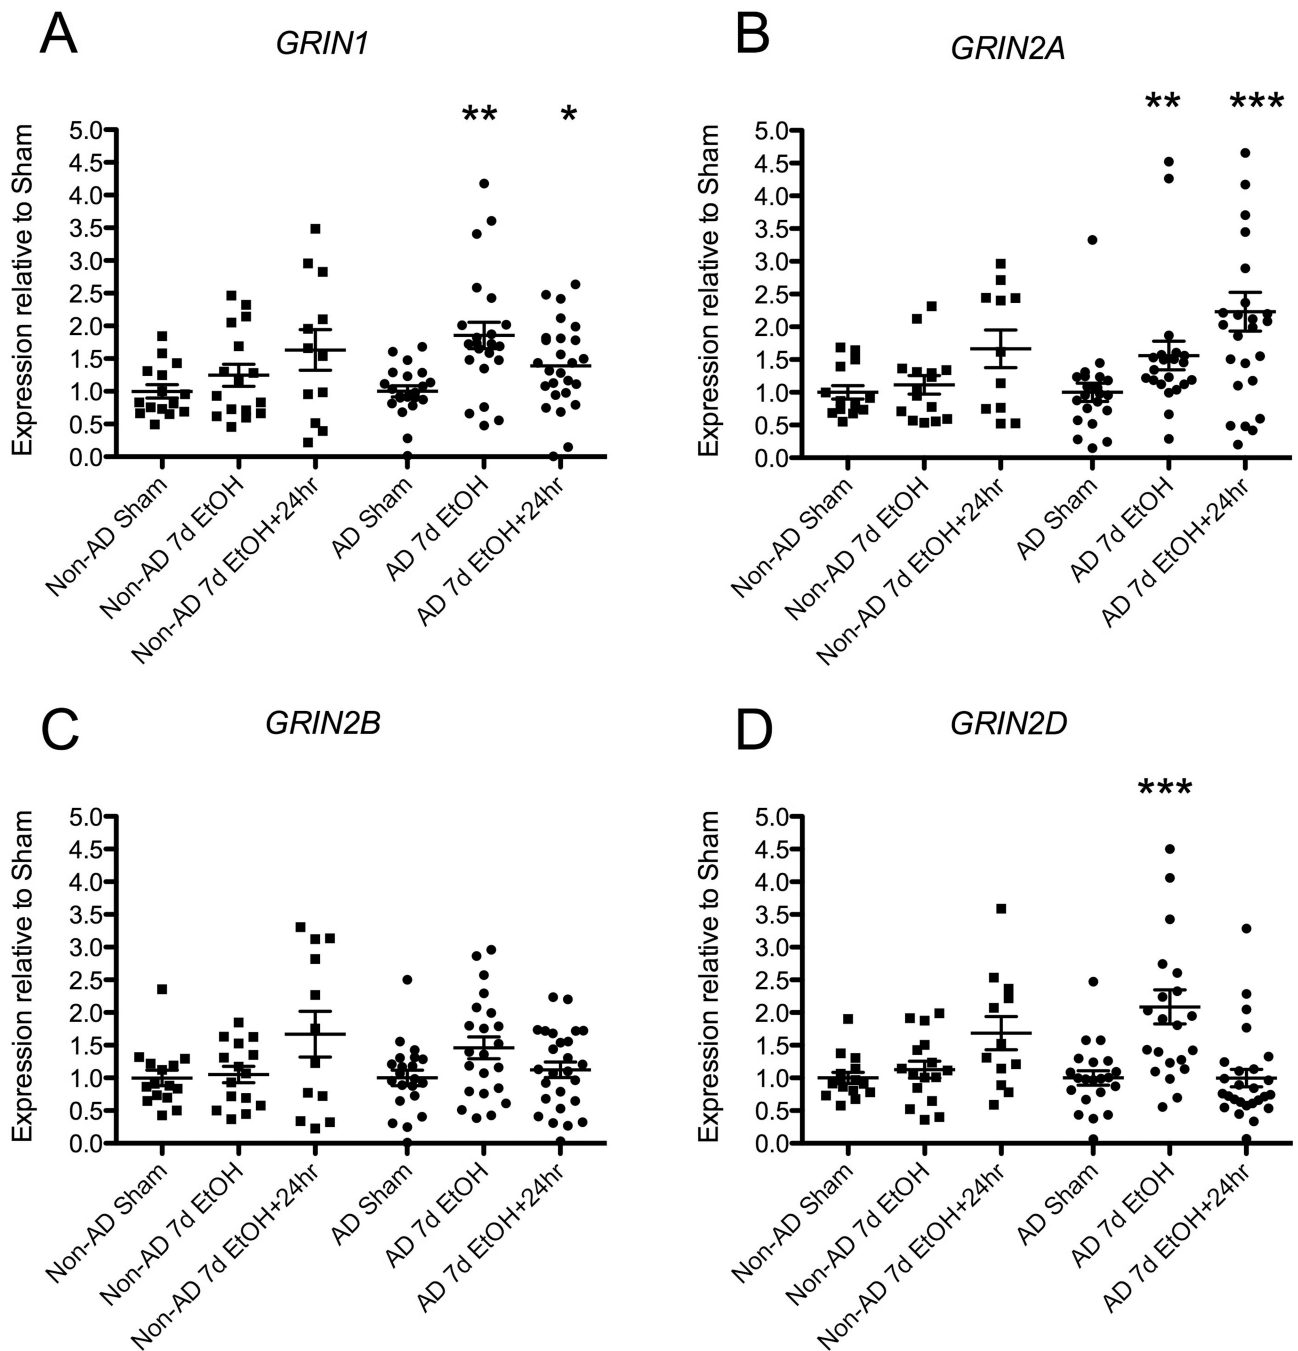 A
GRIN1
** *
Expression relative to Sham
5.0
4.5
4.0
3.5
3.0
2.5
2.0
1.5
1.0
0.5
0.0
Non-AD Sham
Non-AD 7d EtOH
Non-AD 7d EtOH+24hr
AD Sham
AD 7d EtOH
AD 7d EtOH+24hr
B
GRIN2A
** ***
Expression relative to Sham
5.0
4.5
4.0
3.5
3.0
2.5
2.0
1.5
1.0
0.5
0.0
Non-AD Sham
Non-AD 7d EtOH
Non-AD 7d EtOH+24hr
AD Sham
AD 7d EtOH
AD 7d EtOH+24hr
C
GRIN2B
Expression relative to Sham
5.0
4.5
4.0
3.5
3.0
2.5
2.0
1.5
1.0
0.5
0.0
Non-AD Sham
Non-AD 7d EtOH
Non-AD 7d EtOH+24hr
AD Sham
AD 7d EtOH
AD 7d EtOH+24hr
D
GRIN2D
***
Expression relative to Sham
5.0
4.5
4.0
3.5
3.0
2.5
2.0
1.5
1.0
0.5
0.0
Non-AD Sham
Non-AD 7d EtOH
Non-AD 7d EtOH+24hr
AD Sham
AD 7d EtOH
AD 7d EtOH+24hr